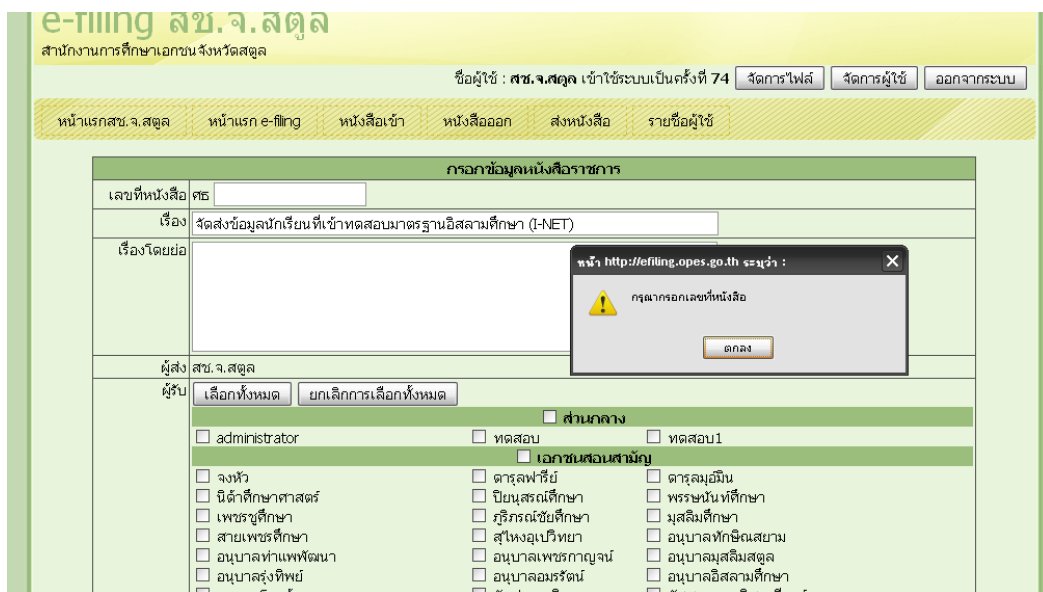 e-filing สช.จ.สตูล
สำนักงานการศึกษาเอกชนจังหวัดสตูล
ชื่อผู้ใช้ : สช.จ.สตูล เข้าใช้ระบบเป็นครั้งที่ 74 จัดการไฟล์ จัดการผู้ใช้ ออกจากระบบ
หน้าแรกสช.จ.สตูล หน้าแรก e-filing หนังสือเข้า หนังสือออก ส่งหนังสือ รายชื่อผู้ใช้
กรอกข้อมูลหนังสือราชการ
เลขที่หนังสือ ศธ
เรื่อง จัดส่งข้อมูลนักเรียนที่เข้าทดสอบมาตรฐานอิสลามศึกษา (I-NET)
เรื่องโดยย่อ
หน้า http://efiling.opes.go.th ระบุว่า :
กรุณากรอกเลขที่หนังสือ
ตกลง
ผู้ส่ง สช.จ.สตูล
ผู้รับ เลือกทั้งหมด ยกเลิกการเลือกทั้งหมด
ส่วนกลาง
administrator ทดสอบ ทดสอบ1
เอกชนสอนสามัญ
จงหัว ดารุลฟารีย์ ดารุลมุอ์มิน
นิด้าศึกษาศาสตร์ ปิยนุสรณ์ศึกษา พรรษนันท์ศึกษา
เพชรชูศึกษา ภูริภรณ์ชัยศึกษา มุสลิมศึกษา
สายเพชรศึกษา สุไหงอุเปวิทยา อนุบาลทักษิณสยาม
อนุบาลท่าแพพัฒนา อนุบาลเพชรกาญจน์ อนุบาลมุสลิมสตูล
อนุบาลรุ่งทิพย์ อนุบาลอมรรัตน์ อนุบาลอิสลามศึกษา